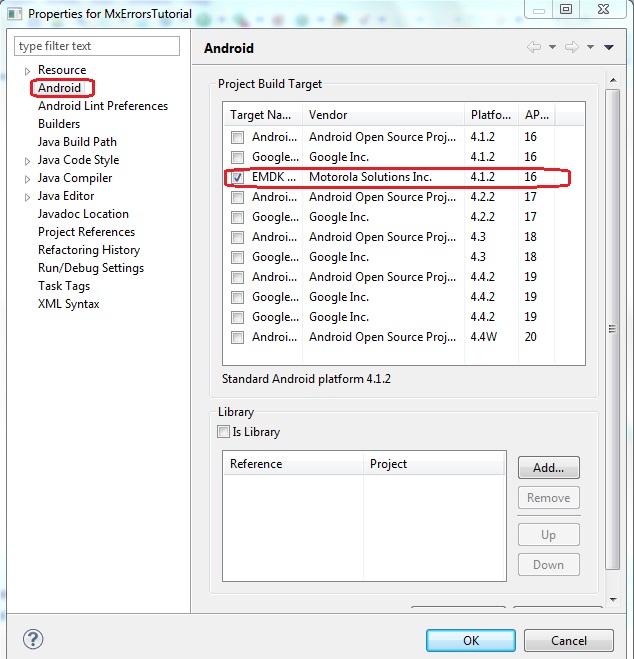 Properties for MxErrorsTutorial
type filter text
Resource
Android
Android Lint Preferences
Builders
Java Build Path
Java Code Style
Java Compiler
Java Editor
Javadoc Location
Project References
Refactoring History
Run/Debug Settings
Task Tags
XML Syntax
Android
Project Build Target
Target Na... Vendor Platfo... AP...
Androi... Android Open Source Proj... 4.1.2 16
Google... Google Inc. 4.1.2 16
EMDK ... Motorola Solutions Inc. 4.1.2 16
Androi... Android Open Source Proj... 4.2.2 17
Google... Google Inc. 4.2.2 17
Androi... Android Open Source Proj... 4.3 18
Google... Google Inc. 4.3 18
Androi... Android Open Source Proj... 4.4.2 19
Google... Google Inc. 4.4.2 19
Google... Google Inc. 4.4.2 19
Androi... Android Open Source Proj... 4.4W 20
Standard Android platform 4.1.2
Library
Is Library
Reference Project
Add...
Remove
Up
Down
?
OK Cancel